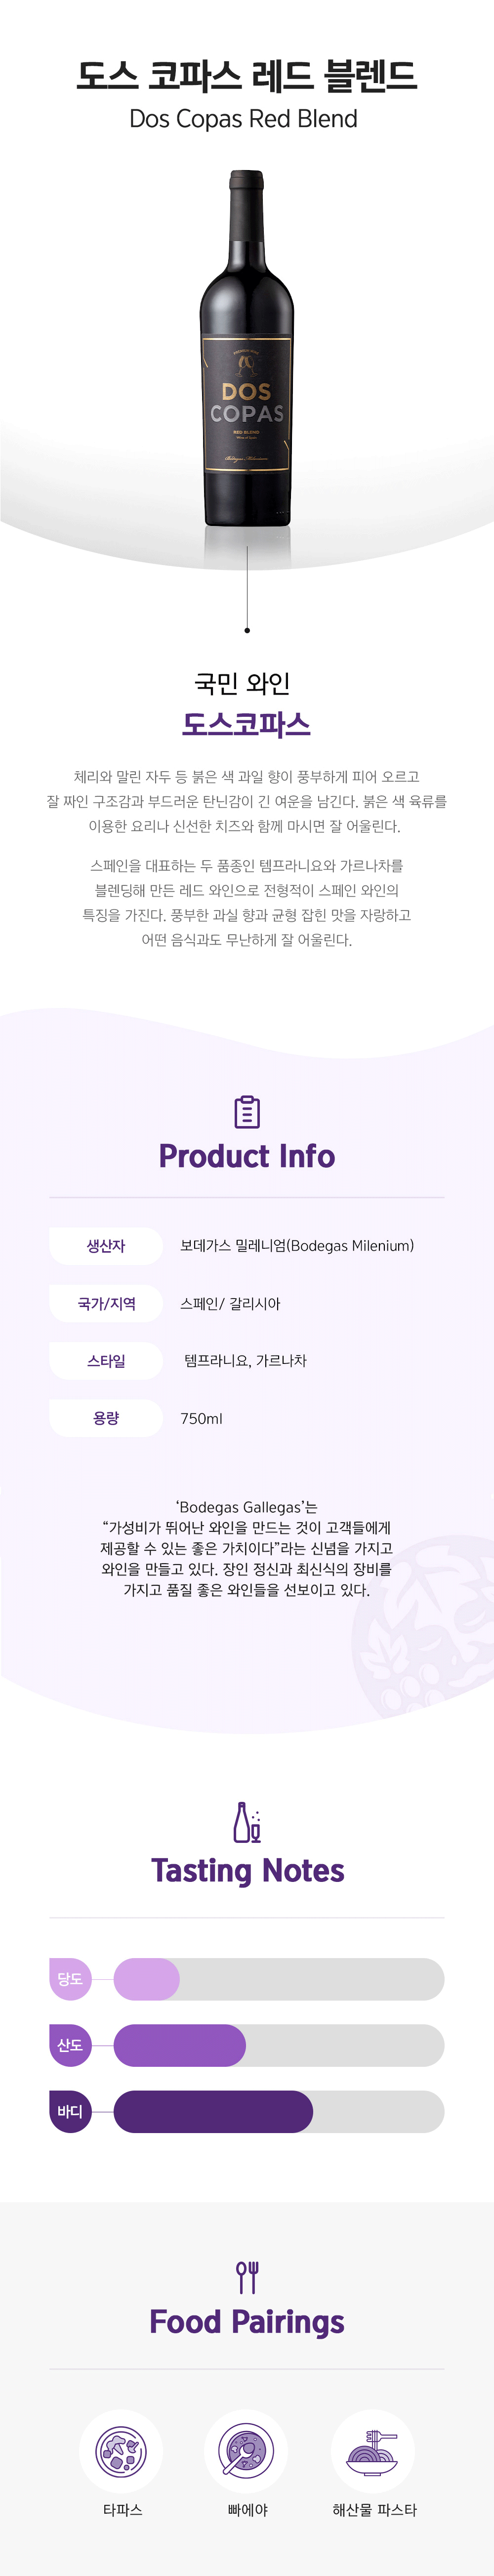 도스 코파스 레드 블렌드
Dos Copas Red Blend
DOS
COPAS
RED BLEND
Wine of Spain
Bodegas Milenium
국민 와인
도스코파스
체리와 말린 자두 등 붉은 색 과일 향이 풍부하게 피어 오르고
잘 짜인 구조감과 부드러운 탄닌감이 긴 여운을 남긴다. 붉은 색 육류를
이용한 요리나 신선한 치즈와 함께 마시면 잘 어울린다.
스페인을 대표하는 두 품종인 템프라니요와 가르나차를
블렌딩해 만든 레드 와인으로 전형적이 스페인 와인의
특징을 가진다. 풍부한 과실 향과 균형 잡힌 맛을 자랑하고
어떤 음식과도 무난하게 잘 어울린다.
Product Info
생산자 보데가스 밀레니엄(Bodegas Milenium)
국가/지역 스페인/ 갈리시아
스타일 템프라니요, 가르나차
용량 750ml
‘Bodegas Gallegas’는
“가성비가 뛰어난 와인을 만드는 것이 고객들에게
제공할 수 있는 좋은 가치이다”라는 신념을 가지고
와인을 만들고 있다. 장인 정신과 최신식의 장비를
가지고 품질 좋은 와인들을 선보이고 있다.
Tasting Notes
당도
산도
바디
Food Pairings
타파스 빠에야 해산물 파스타